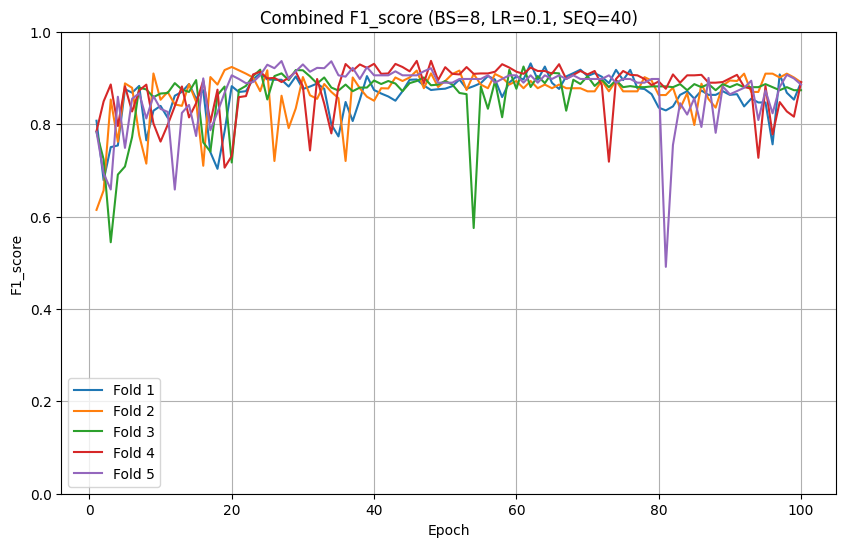 Combined F1_score (BS=8, LR=0.1, SEQ=40)
1.0
0.8
0.6
0.4
0.2
0.0
F1_score
Fold 1
Fold 2
Fold 3
Fold 4
Fold 5
0 20 40 60 80 100
Epoch